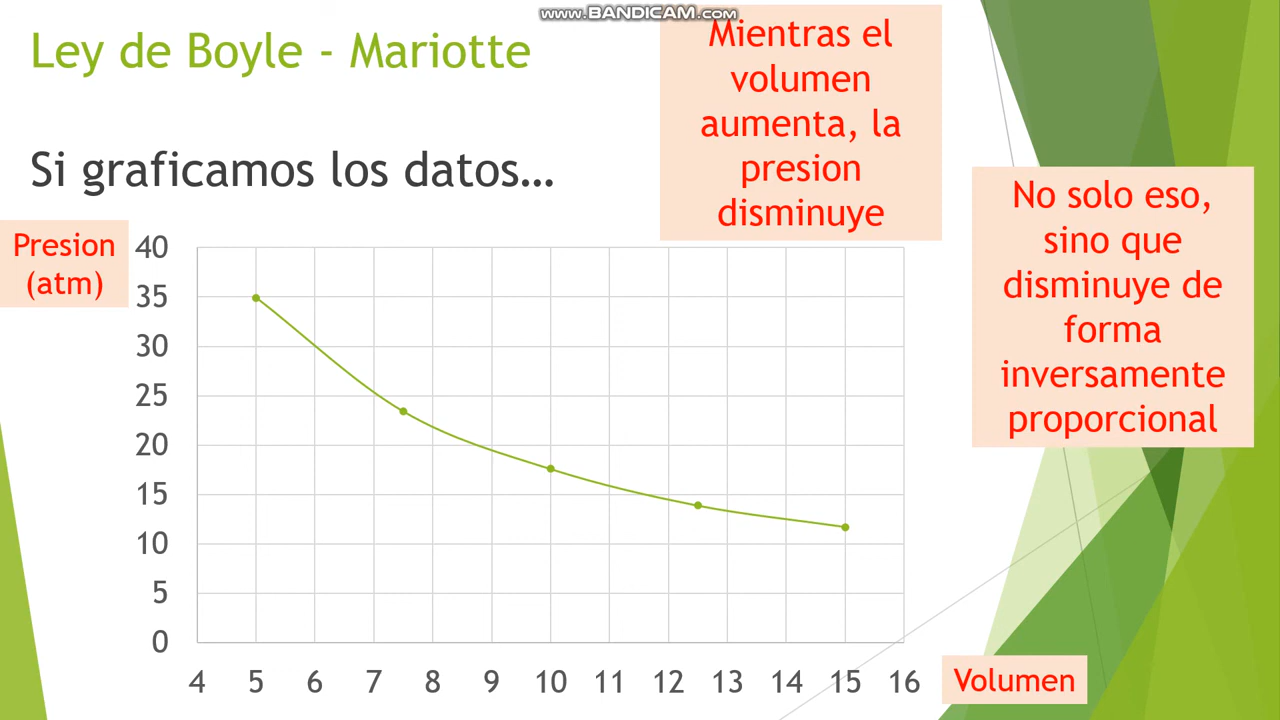 www.BANDICAM.com
Ley de Boyle - Mariotte
Mientras el
volumen
aumenta, la
presion
disminuye
Si graficamos los datos…
No solo eso,
sino que
disminuye de
forma
inversamente
proporcional
Presion
(atm)
40
35
30
25
20
15
10
5
0
4 5 6 7 8 9 10 11 12 13 14 15 16
Volumen